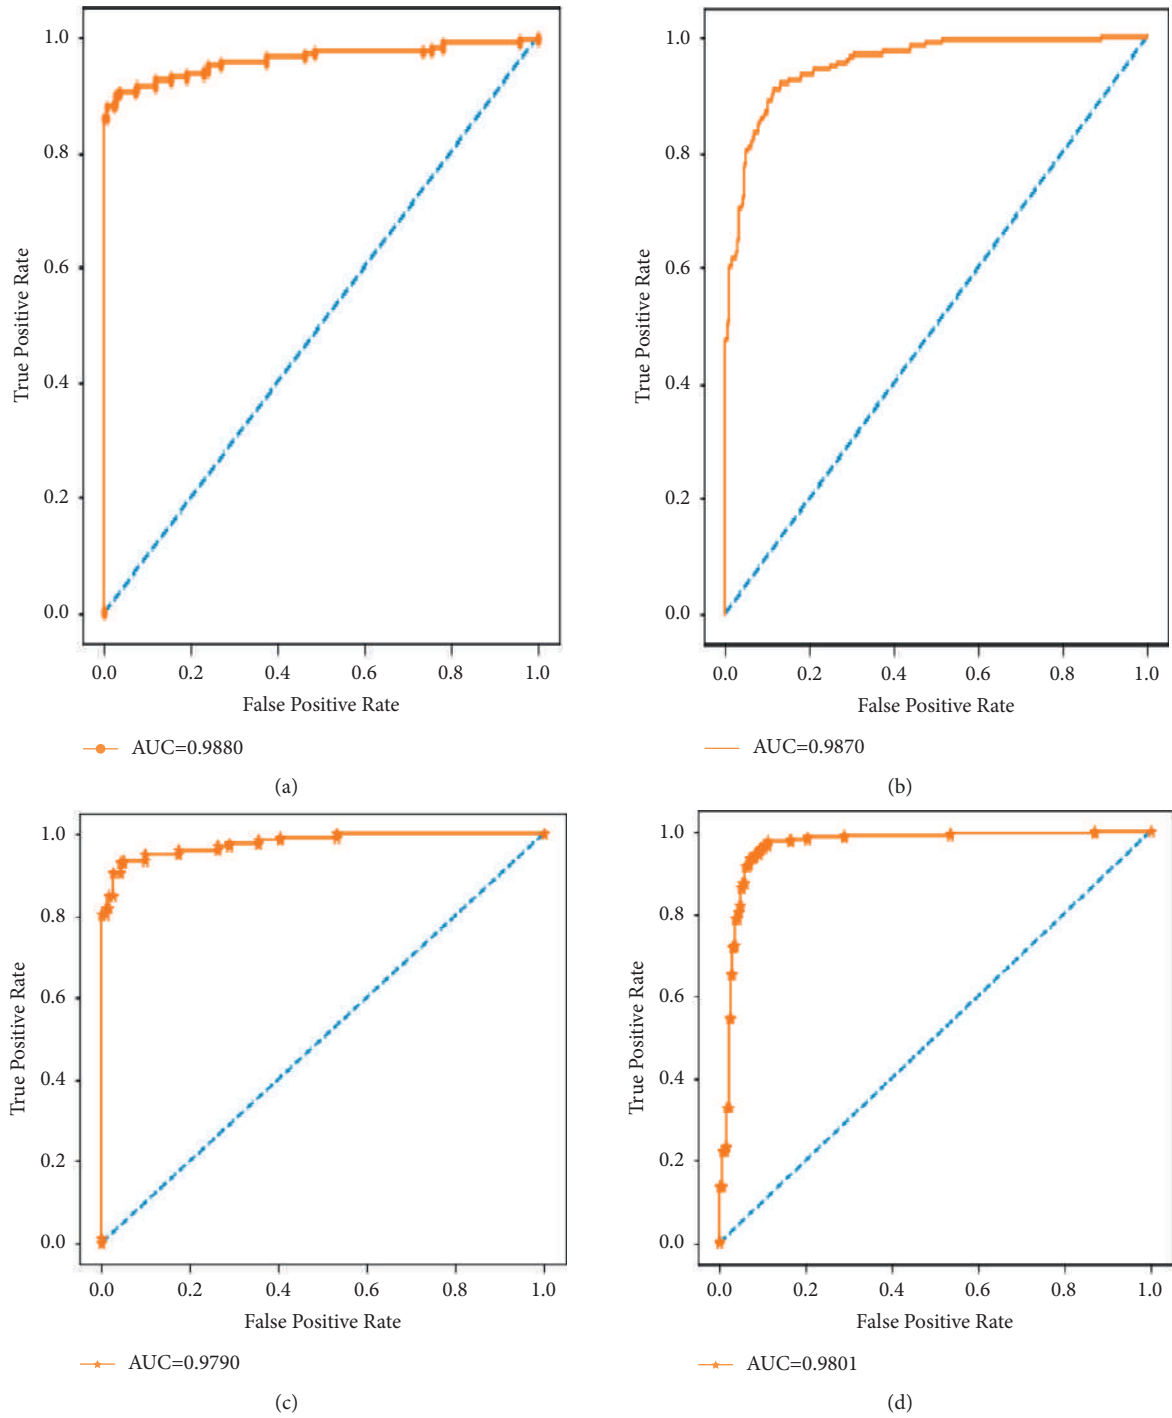 1.0
0.8
0.6
0.4
0.2
0.0
True Positive Rate
0.0 0.2 0.4 0.6 0.8 1.0
False Positive Rate
AUC=0.9880
(a)
1.0
0.8
0.6
0.4
0.2
0.0
True Positive Rate
0.0 0.2 0.4 0.6 0.8 1.0
False Positive Rate
AUC=0.9870
(b)
1.0
0.8
0.6
0.4
0.2
0.0
True Positive Rate
0.0 0.2 0.4 0.6 0.8 1.0
False Positive Rate
AUC=0.9790
(c)
1.0
0.8
0.6
0.4
0.2
0.0
True Positive Rate
0.0 0.2 0.4 0.6 0.8 1.0
False Positive Rate
AUC=0.9801
(d)